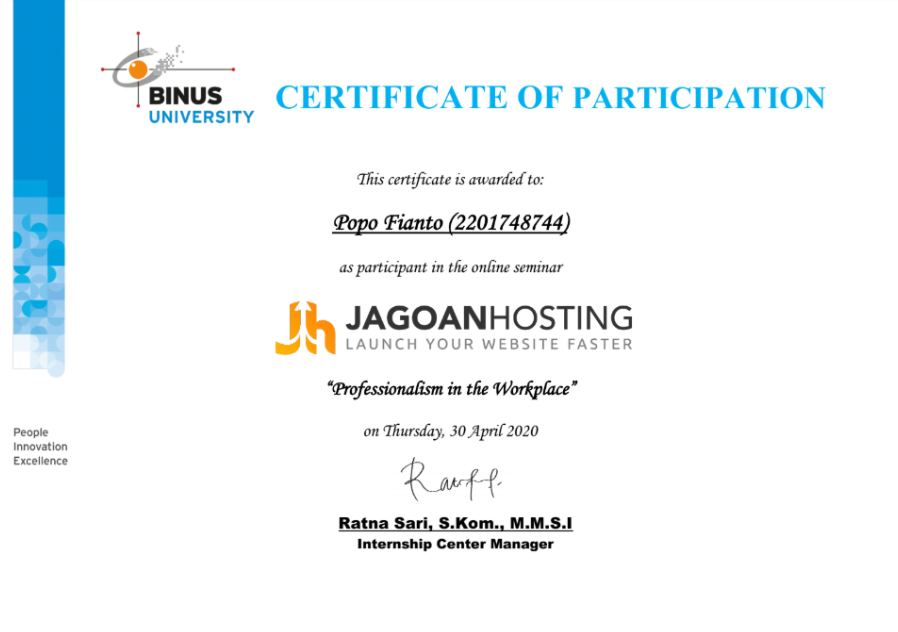 BINUS
UNIVERSITY
CERTIFICATE OF PARTICIPATION
This certificate is awarded to:
Popo Fianto (2201748744)
as participant in the online seminar
Jh JAGOANHOSTING
LAUNCH YOUR WEBSITE FASTER
“Professionalism in the Workplace”
on Thursday, 30 April 2020
People
Innovation
Excellence
Ratna Sari, S.Kom., M.M.S.I
Internship Center Manager